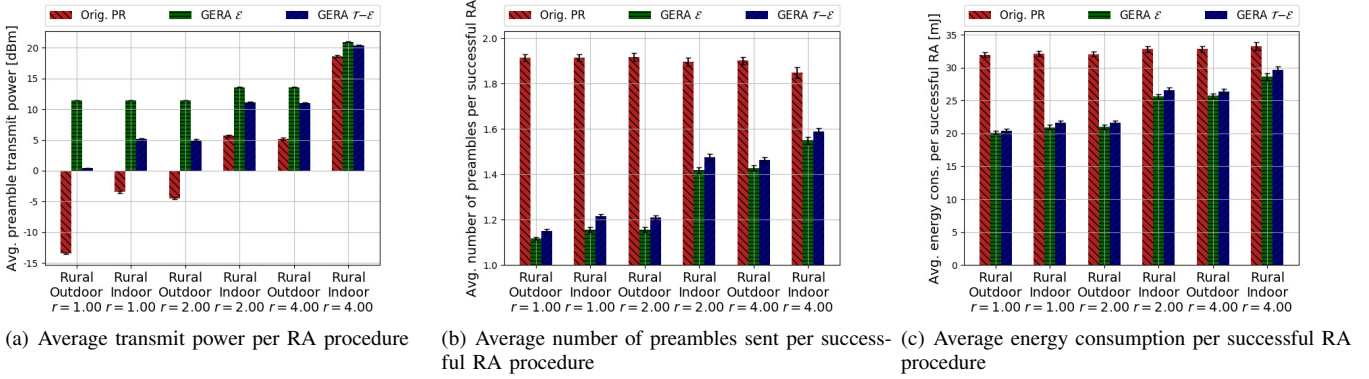 Orig. PR GERA ℰ GERA 𝒯−ℰ
Avg. preamble transmit power [dBm]
20
15
10
5
0
-5
-10
-15
Rural Outdoor r = 1.00
Rural Indoor r = 1.00
Rural Outdoor r = 2.00
Rural Indoor r = 2.00
Rural Outdoor r = 4.00
Rural Indoor r = 4.00
(a) Average transmit power per RA procedure
Orig. PR GERA ℰ GERA 𝒯−ℰ
Avg. number of preambles per successful RA
2.0
1.8
1.6
1.4
1.2
1.0
Rural Outdoor r = 1.00
Rural Indoor r = 1.00
Rural Outdoor r = 2.00
Rural Indoor r = 2.00
Rural Outdoor r = 4.00
Rural Indoor r = 4.00
(b) Average number of preambles sent per success-
ful RA procedure
Orig. PR GERA ℰ GERA 𝒯−ℰ
Avg. energy cons. per successful RA [mJ]
35
30
25
20
15
10
5
0
Rural Outdoor r = 1.00
Rural Indoor r = 1.00
Rural Outdoor r = 2.00
Rural Indoor r = 2.00
Rural Outdoor r = 4.00
Rural Indoor r = 4.00
(c) Average energy consumption per successful RA
procedure